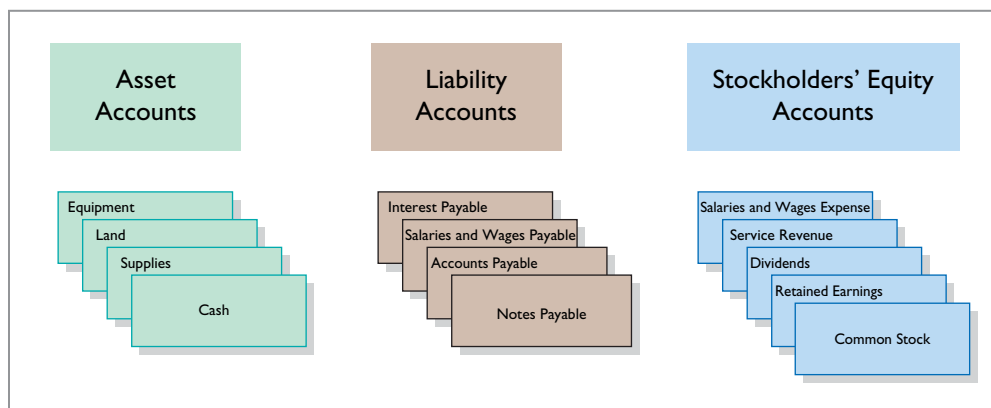 Asset
Accounts
Liability
Accounts
Stockholders’ Equity
Accounts
Equipment
Land
Supplies
Cash
Interest Payable
Salaries and Wages Payable
Accounts Payable
Notes Payable
Salaries and Wages Expense
Service Revenue
Dividends
Retained Earnings
Common Stock